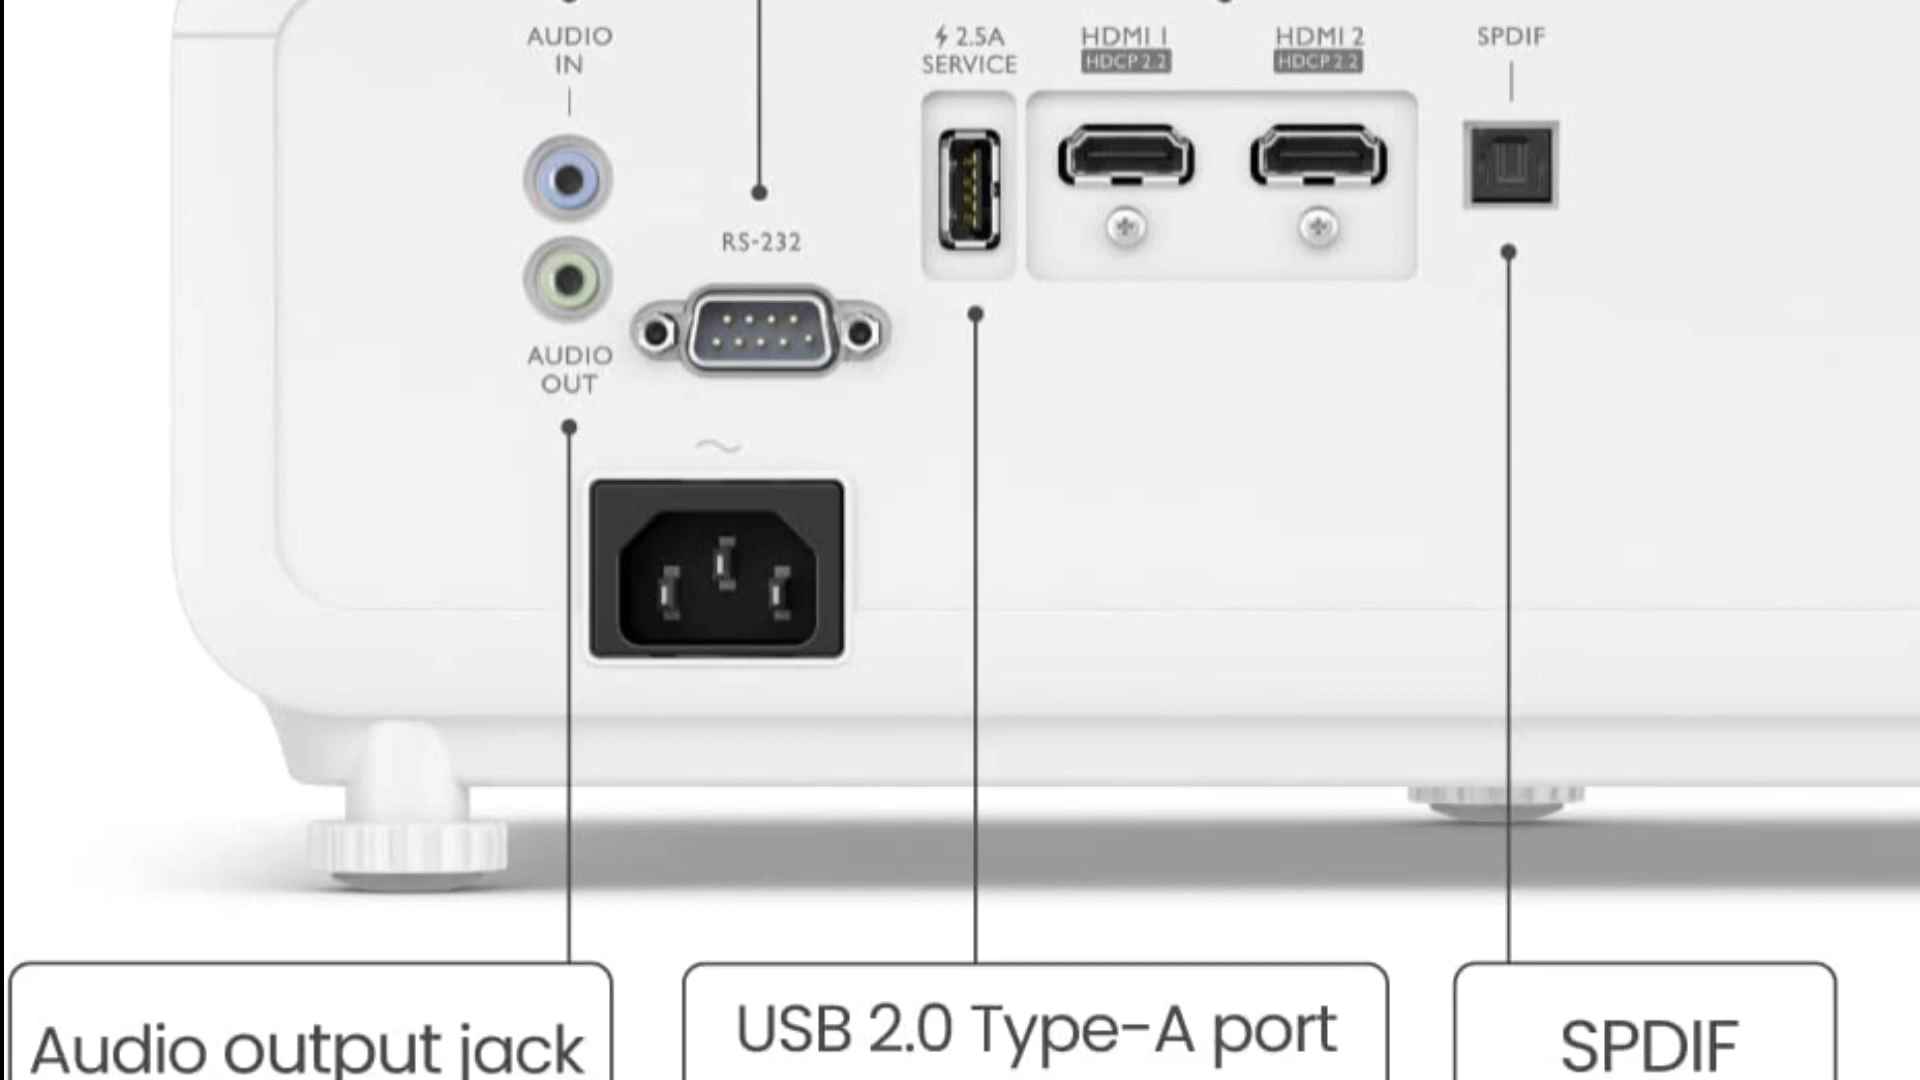 AUDIO
IN
⚡2.5A
SERVICE
HDMI 1
HDCP 2.2
HDMI 2
HDCP 2.2
SPDIF
RS-232
AUDIO
OUT
Audio output jack
USB 2.0 Type-A port
SPDIF